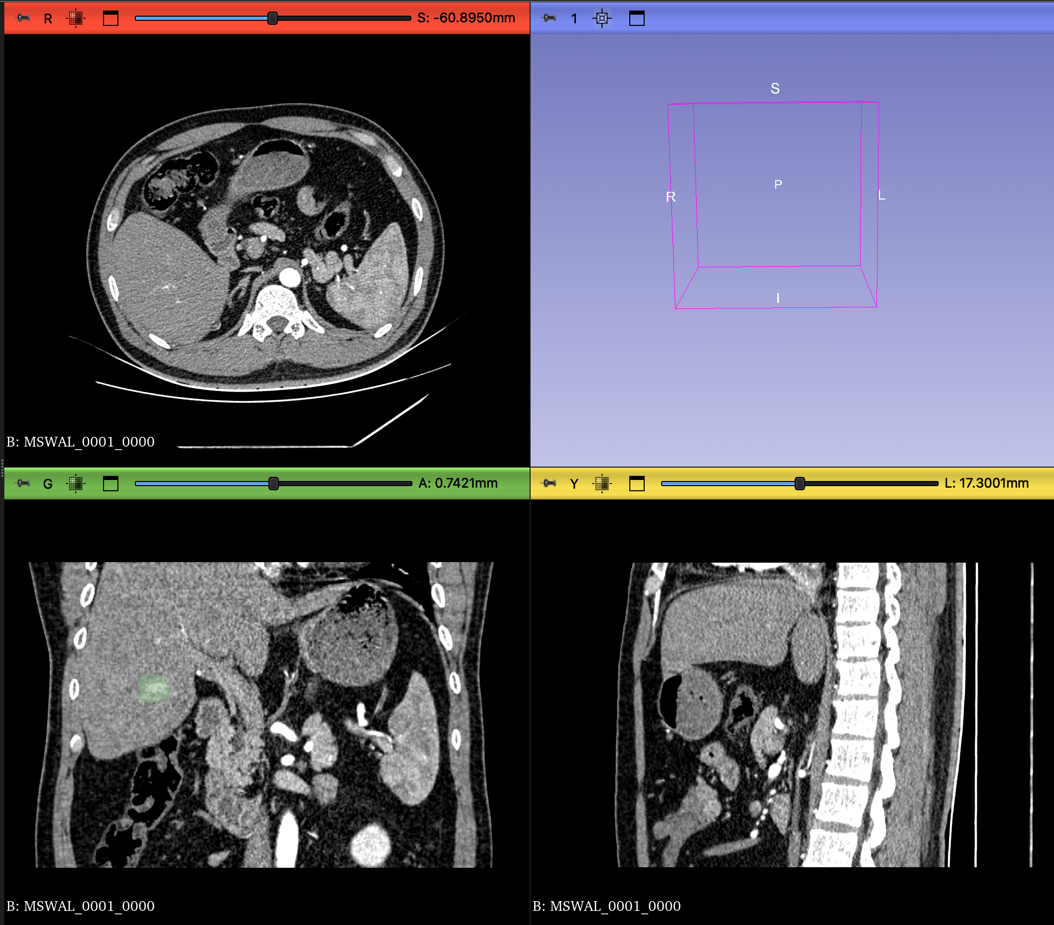 R S: -60.8950mm
1
S
P
R
L
I
B: MSWAL_0001_0000
G A: 0.7421mm
Y L: 17.3001mm
B: MSWAL_0001_0000
B: MSWAL_0001_0000